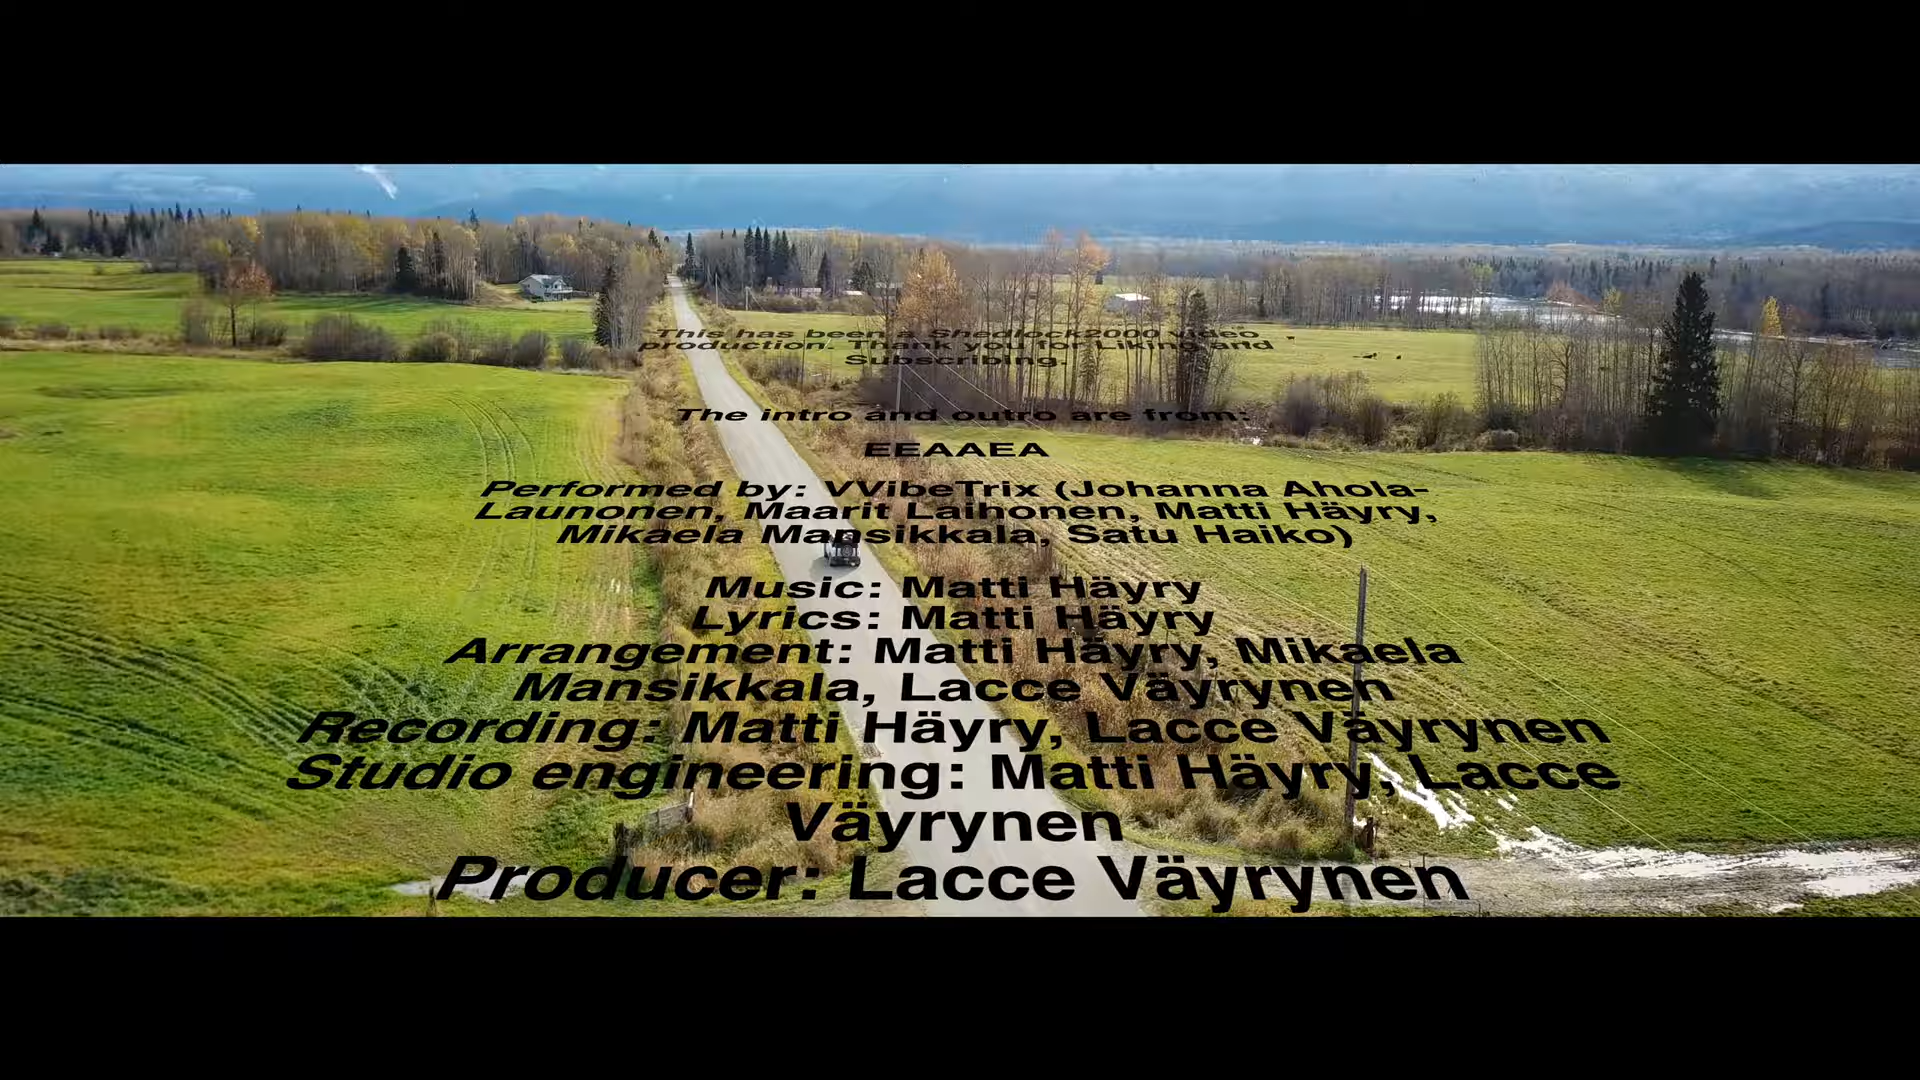 This has been a Shedlock2000 video
production. Thank you for Liking and
Subscribing.
The intro and outro are from:
EEAAEA
Performed by: VVibeTrix (Johanna Ahola-
Launonen, Maarit Laihonen, Matti Häyry,
Mikaela Mansikkala, Satu Haiko)
Music: Matti Häyry
Lyrics: Matti Häyry
Arrangement: Matti Häyry, Mikaela
Mansikkala, Lacce Väyrynen
Recording: Matti Häyry, Lacce Väyrynen
Studio engineering: Matti Häyry, Lacce
Väyrynen
Producer: Lacce Väyrynen